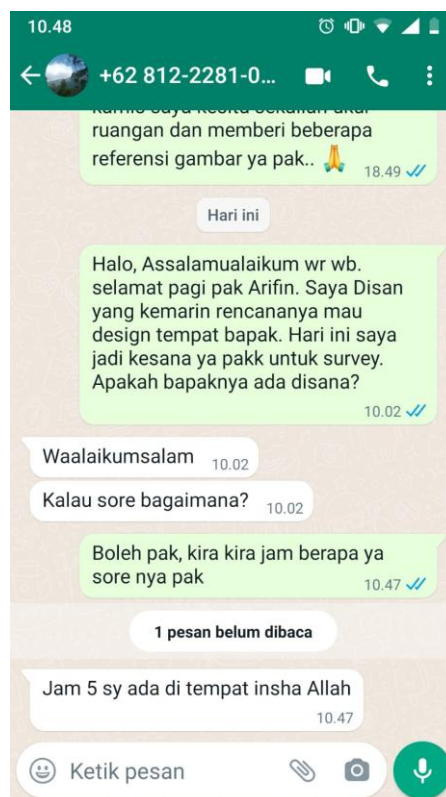 10.48
+62 812-2281-0...
ruangan dan memberi beberapa
referensi gambar ya pak.. 🙏
18.49
Hari ini
Halo, Assalamualaikum wr wb.
selamat pagi pak Arifin. Saya Disan
yang kemarin rencananya mau
design tempat bapak. Hari ini saya
jadi kesana ya pakk untuk survey.
Apakah bapaknya ada disana?
10.02
Waalaikumsalam 10.02
Kalau sore bagaimana? 10.02
Boleh pak, kira kira jam berapa ya
sore nya pak
10.47
1 pesan belum dibaca
Jam 5 sy ada di tempat insha Allah
10.47
Ketik pesan